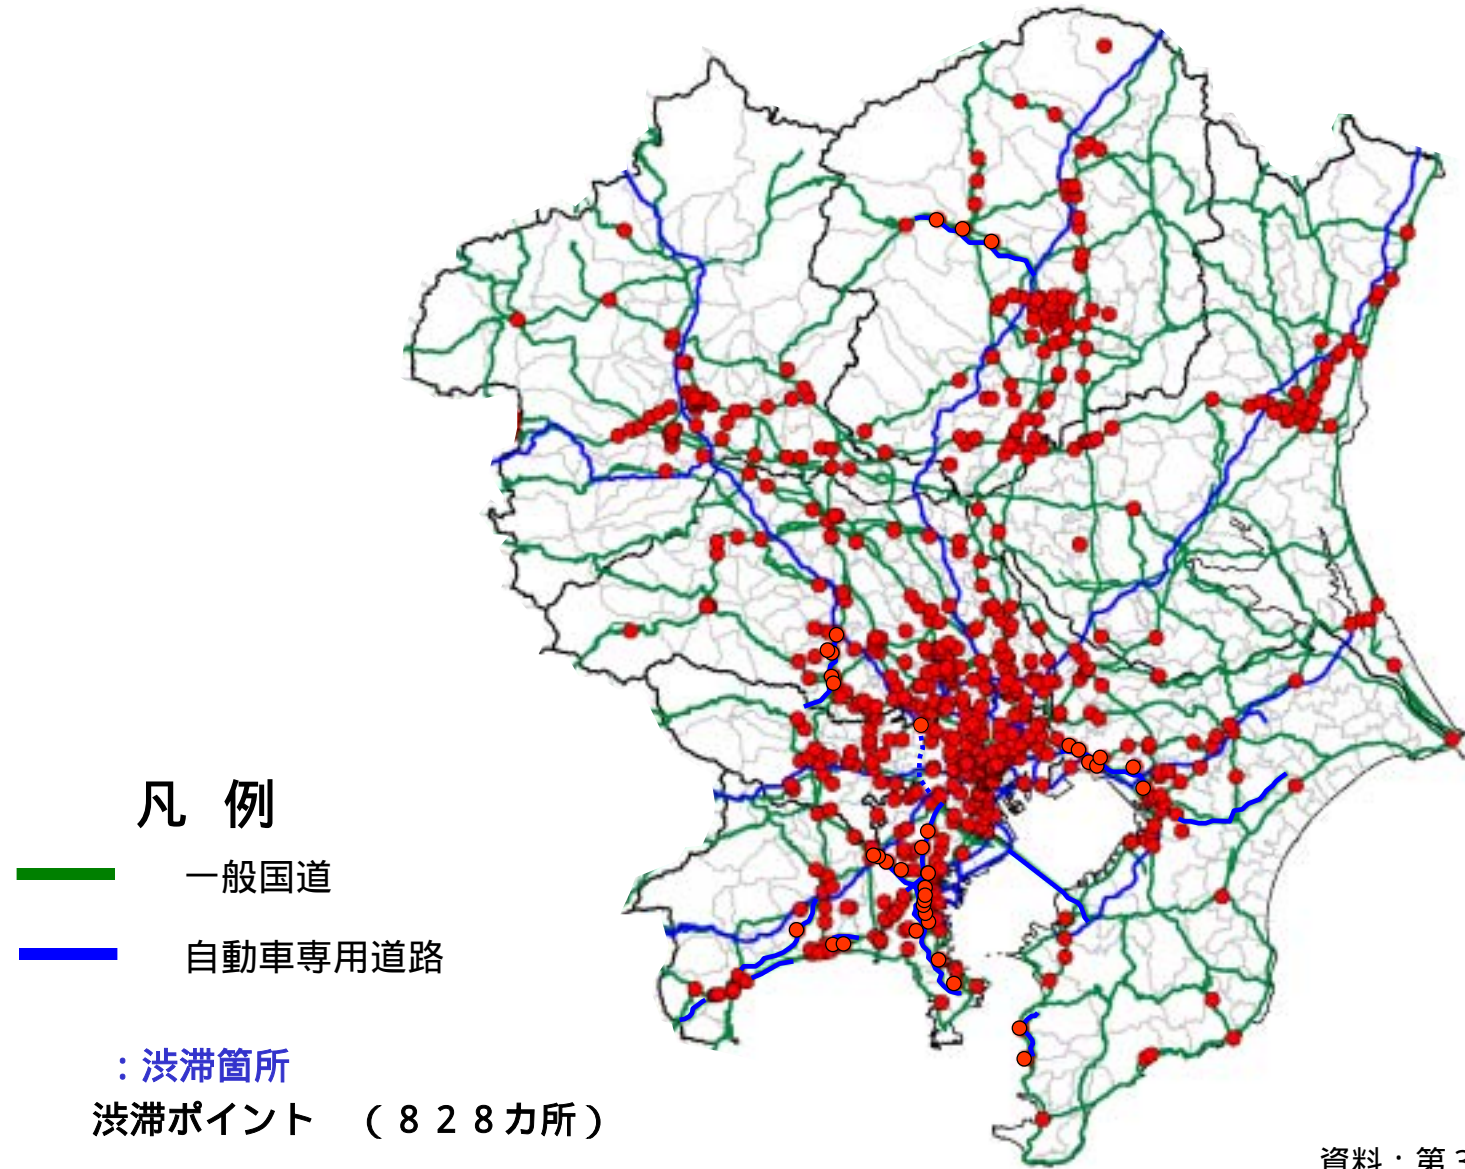 凡 例
一般国道
自動車専用道路
：渋滞箇所
渋滞ポイント （８２８カ所）
資料：第３